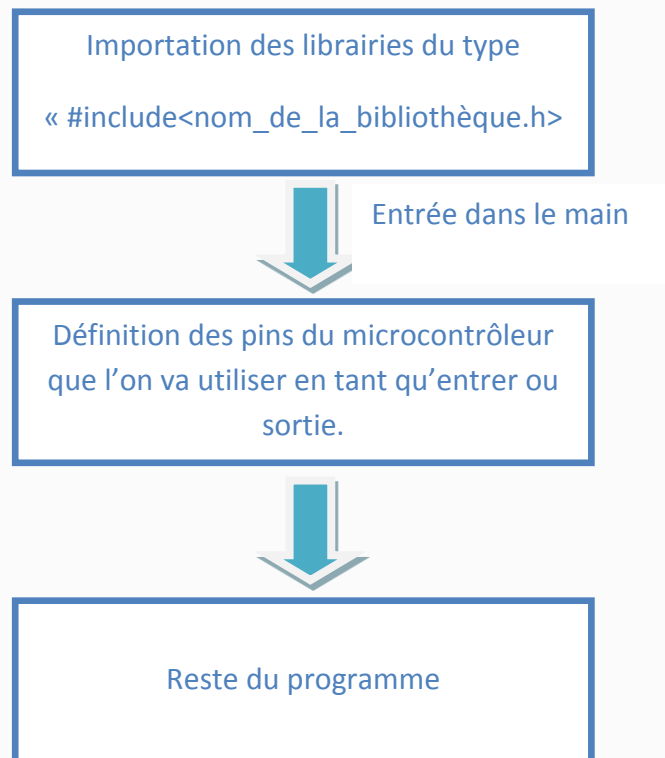 Importation des librairies du type
« #include<nom_de_la_bibliothèque.h>
Entrée dans le main
Définition des pins du microcontrôleur
que l’on va utiliser en tant qu’entrer ou
sortie.
Reste du programme